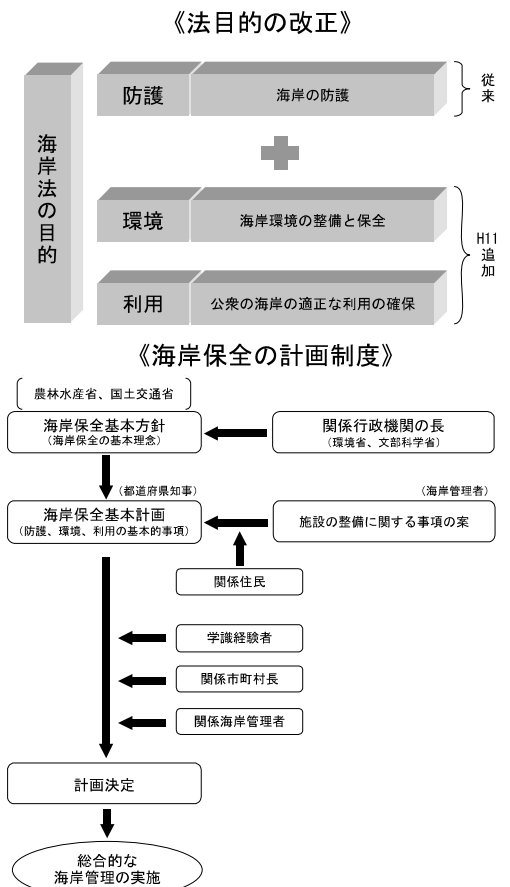 《法目的の改正》
海岸法の目的
防護
海岸の防護
従来
環境
海岸環境の整備と保全
利用
公衆の海岸の適正な利用の確保
H11追加
《海岸保全の計画制度》
農林水産省、国土交通省
海岸保全基本方針
(海岸保全の基本理念)
関係行政機関の長
(環境省、文部科学省)
(都道府県知事)
海岸保全基本計画
(防護、環境、利用の基本的事項)
(海岸管理者)
施設の整備に関する事項の案
関係住民
学識経験者
関係市町村長
関係海岸管理者
計画決定
総合的な
海岸管理の実施